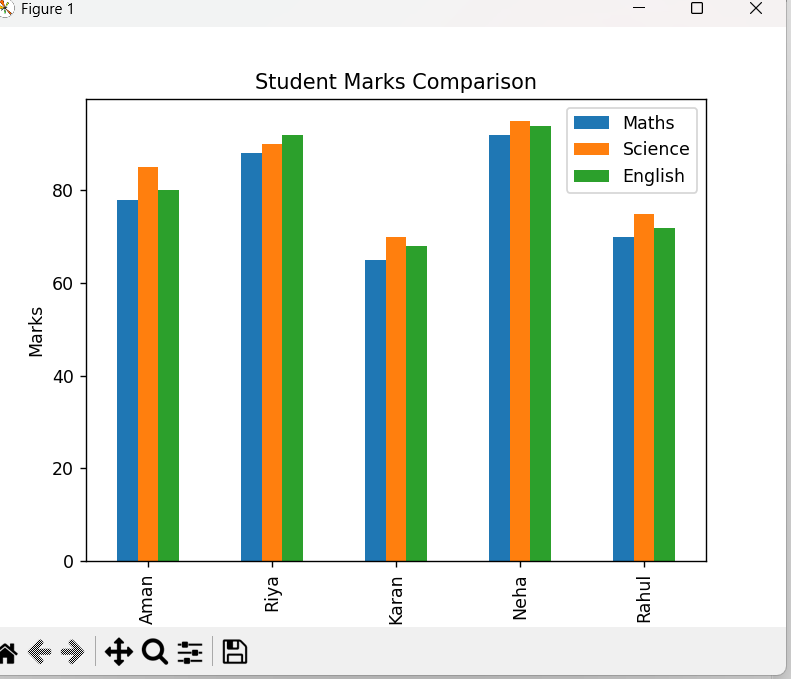 Figure 1
Student Marks Comparison
Maths
Science
English
80
60
40
20
0
Marks
Aman
Riya
Karan
Neha
Rahul